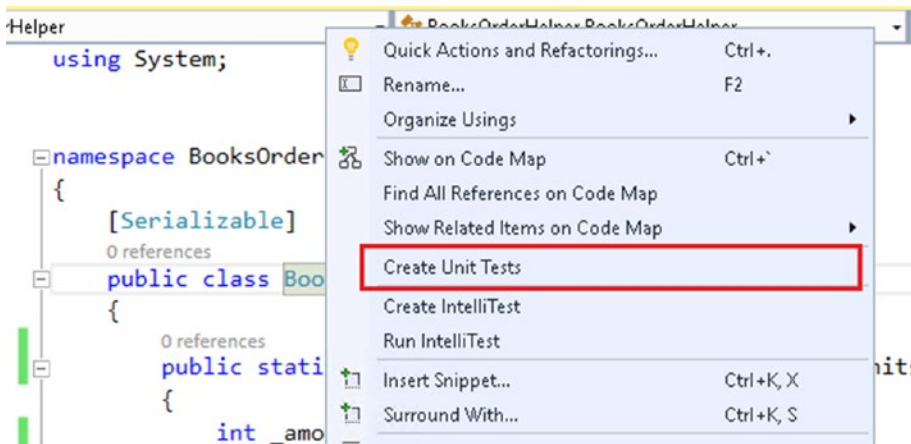 Helper BooksOrderHelper.BooksOrderHelper
using System;
namespace BooksOrder
{
[Serializable]
0 references
public class Boo
{
0 references
public stati
{
int _amo
Quick Actions and Refactorings... Ctrl+.
Rename... F2
Organize Usings
Show on Code Map Ctrl+`
Find All References on Code Map
Show Related Items on Code Map
Create Unit Tests
Create IntelliTest
Run IntelliTest
Insert Snippet... Ctrl+K, X
Surround With... Ctrl+K, S